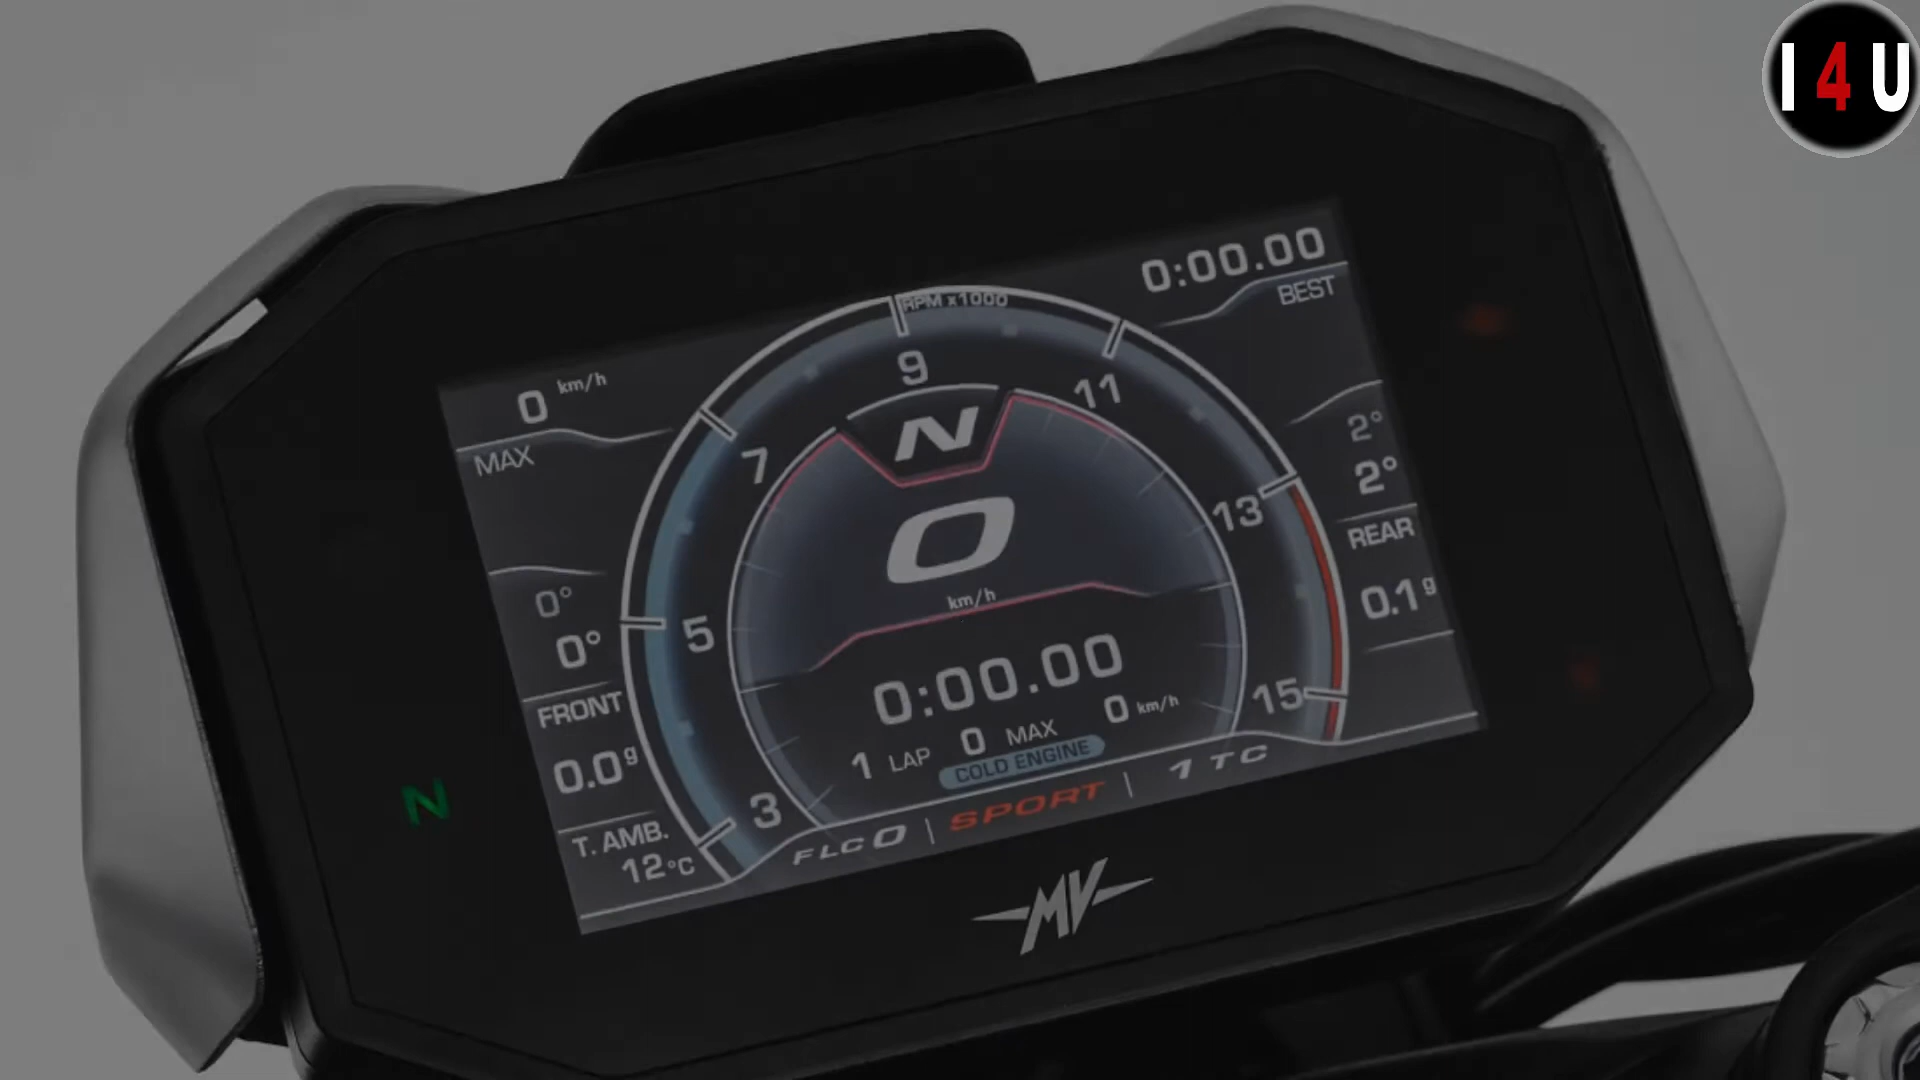 I 4 U
0:00.00
BEST
RPM x1000
0 km/h
MAX
3
5
7
9
11
13
15
N
0
km/h
2°
2°
REAR
0.1g
0°
0°
FRONT
0.0g
T. AMB.
12°C
0:00.00
1 LAP 0 MAX 0 km/h
COLD ENGINE
FLC 0 | SPORT | 1 TC
N
MV